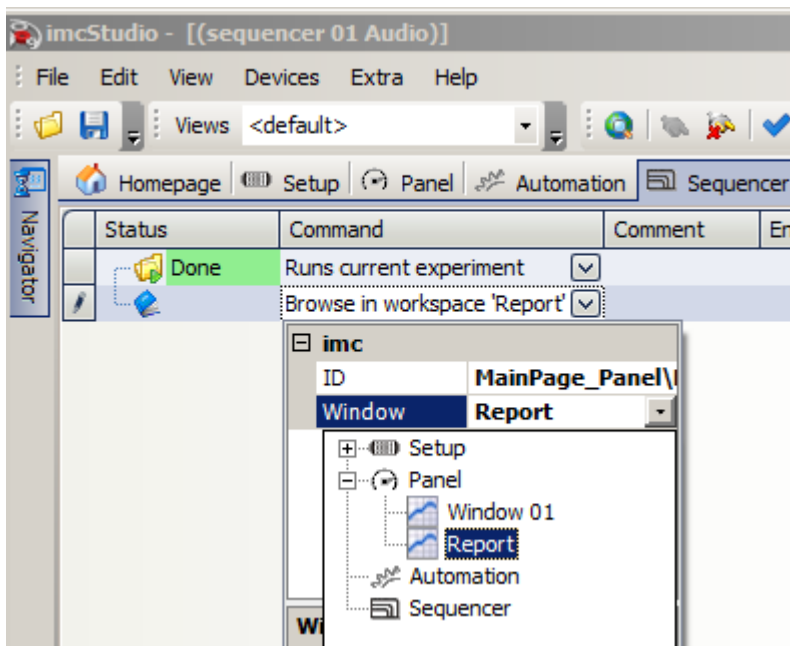 imcStudio - [(sequencer 01 Audio)]
File Edit View Devices Extra Help
Views <default>
Homepage Setup Panel Automation Sequencer
Navigator
Status Command Comment
Done Runs current experiment
Browse in workspace 'Report'
imc
ID MainPage_Panel\
Window Report
Setup
Panel
Window 01
Report
Automation
Sequencer